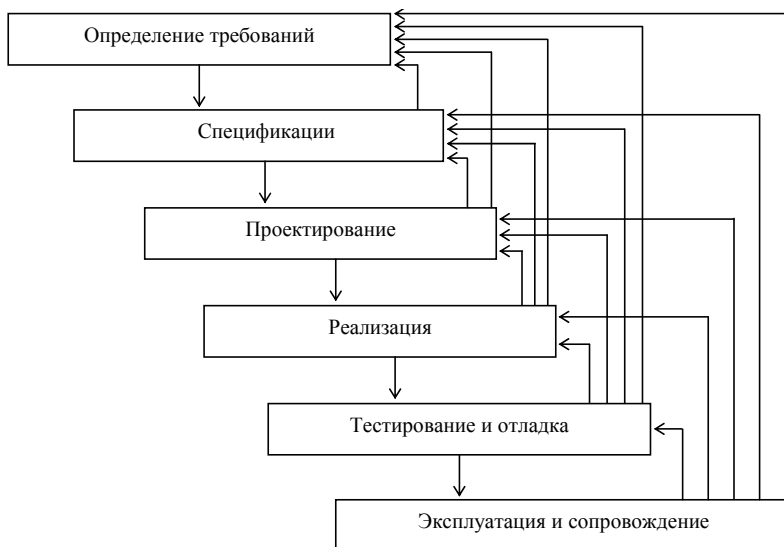 Определение требований
Спецификации
Проектирование
Реализация
Тестирование и отладка
Эксплуатация и сопровождение